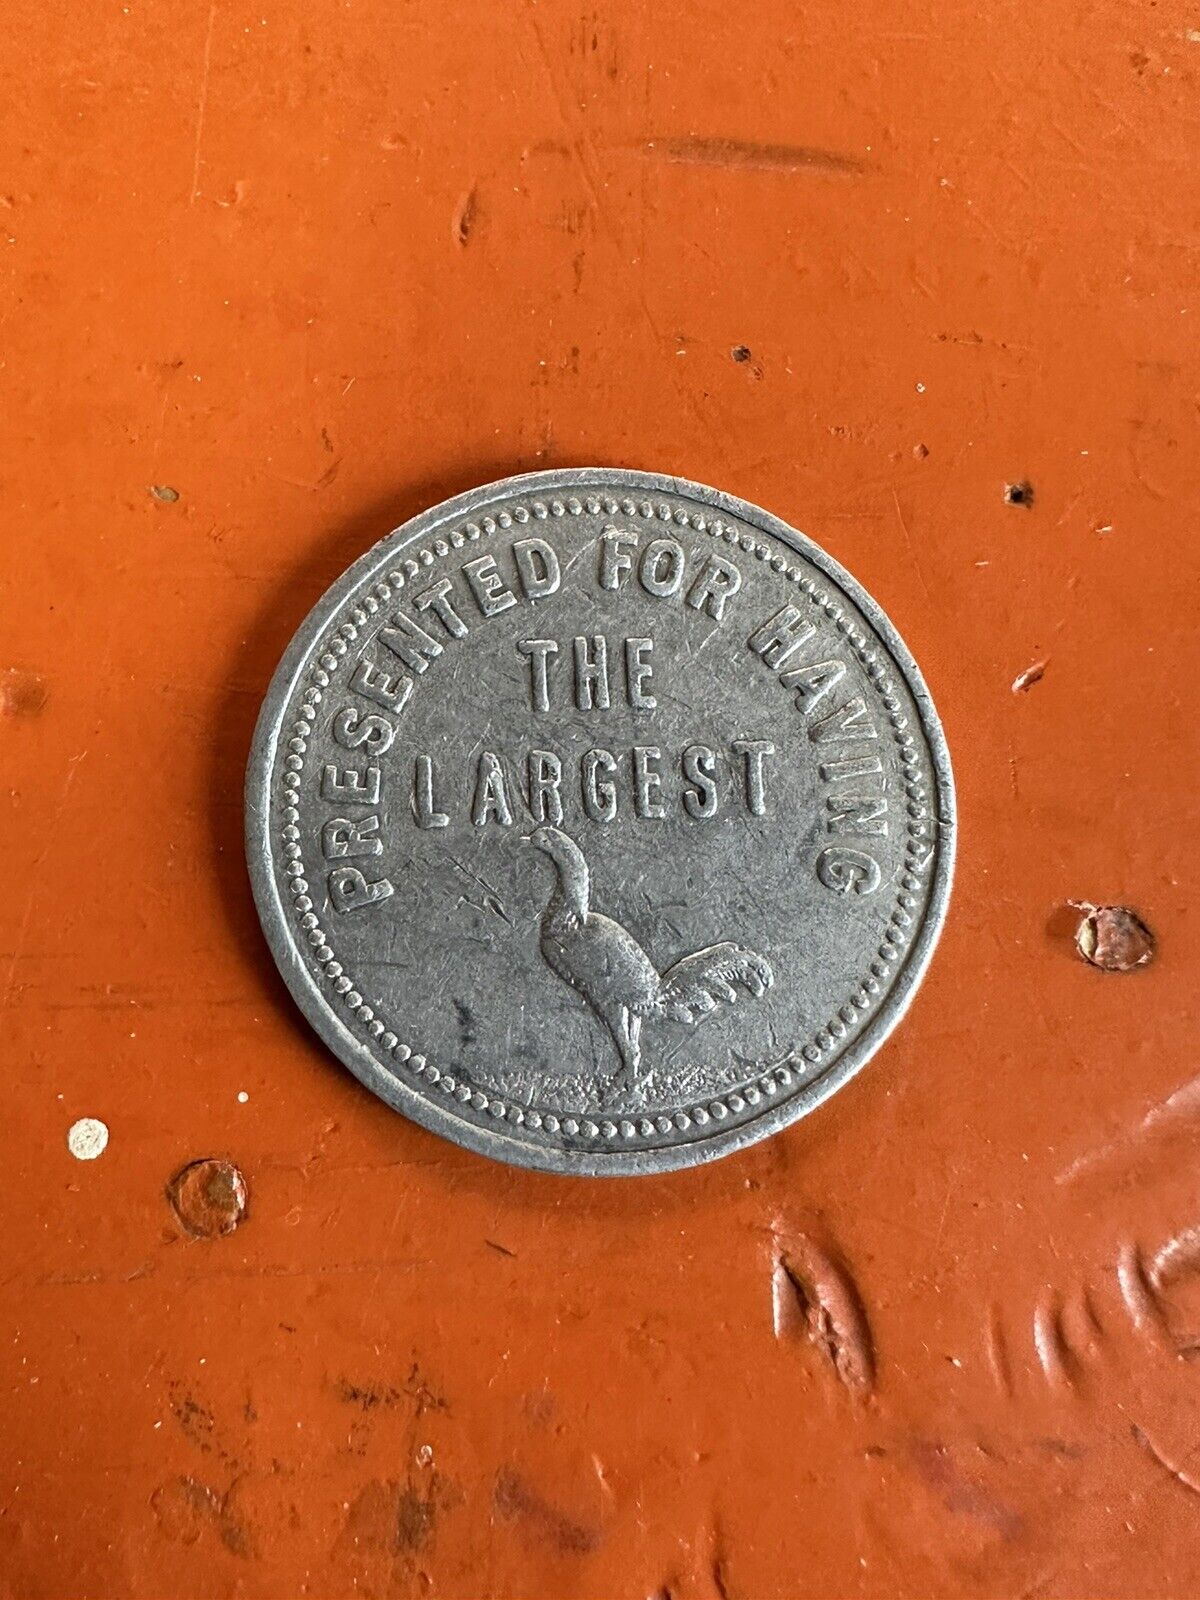 PRESENTED FOR HAVING
THE
LARGEST